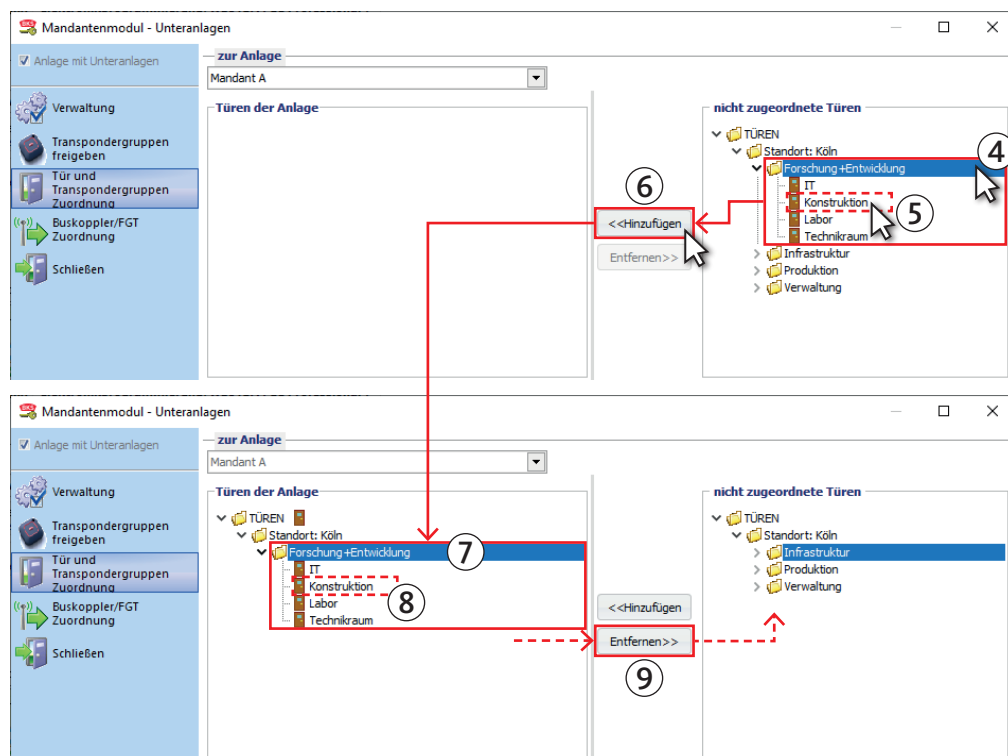 Mandantenmodul - Unteranlagen
Anlage mit Unteranlagen
Verwaltung
Transpondergruppen
freigeben
Tür und
Transpondergruppen
Zuordnung
Buskoppler/FGT
Zuordnung
Schließen
zur Anlage
Mandant A
Türen der Anlage
6
<<Hinzufügen
Entfernen>>
nicht zugeordnete Türen
TÜREN
Standort: Köln
Forschung+Entwicklung
4
IT
Konstruktion
5
Labor
Technikraum
Infrastruktur
Produktion
Verwaltung
Mandantenmodul - Unteranlagen
Anlage mit Unteranlagen
Verwaltung
Transpondergruppen
freigeben
Tür und
Transpondergruppen
Zuordnung
Buskoppler/FGT
Zuordnung
Schließen
zur Anlage
Mandant A
Türen der Anlage
TÜREN
Standort: Köln
Forschung+Entwicklung
7
IT
Konstruktion
8
Labor
Technikraum
<<Hinzufügen
Entfernen>>
9
nicht zugeordnete Türen
TÜREN
Standort: Köln
Infrastruktur
Produktion
Verwaltung